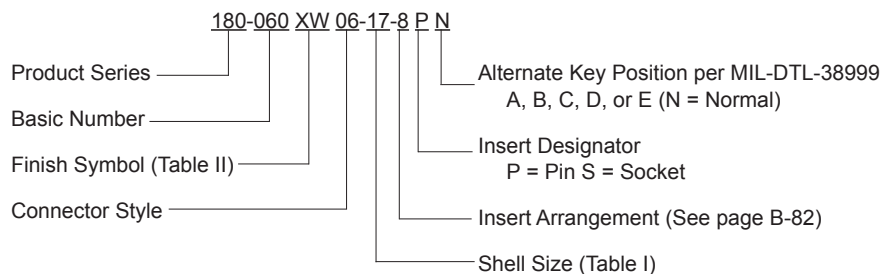 180-060 XW 06-17-8 P N
Product Series
Basic Number
Finish Symbol (Table II)
Connector Style
Alternate Key Position per MIL-DTL-38999
A, B, C, D, or E (N = Normal)
Insert Designator
P = Pin S = Socket
Insert Arrangement (See page B-82)
Shell Size (Table I)